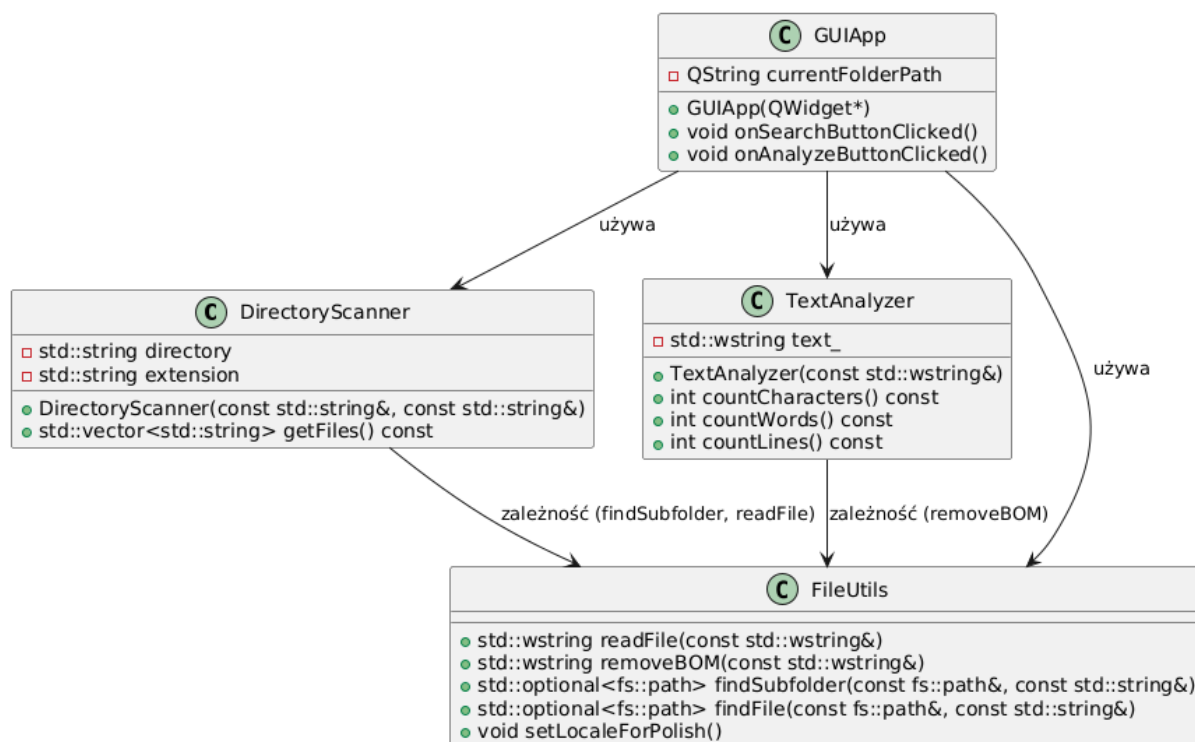 C GUIApp
QString currentFolderPath
GUIApp(QWidget*)
void onSearchButtonClicked()
void onAnalyzeButtonClicked()
używa
używa
używa
C DirectoryScanner
std::string directory
std::string extension
DirectoryScanner(const std::string&, const std::string&)
std::vector<std::string> getFiles() const
C TextAnalyzer
std::wstring text_
TextAnalyzer(const std::wstring&)
int countCharacters() const
int countWords() const
int countLines() const
zależność (findSubfolder, readFile)
zależność (removeBOM)
C FileUtils
std::wstring readFile(const std::wstring&)
std::wstring removeBOM(const std::wstring&)
std::optional<fs::path> findSubfolder(const fs::path&, const std::string&)
std::optional<fs::path> findFile(const fs::path&, const std::string&)
void setLocaleForPolish()